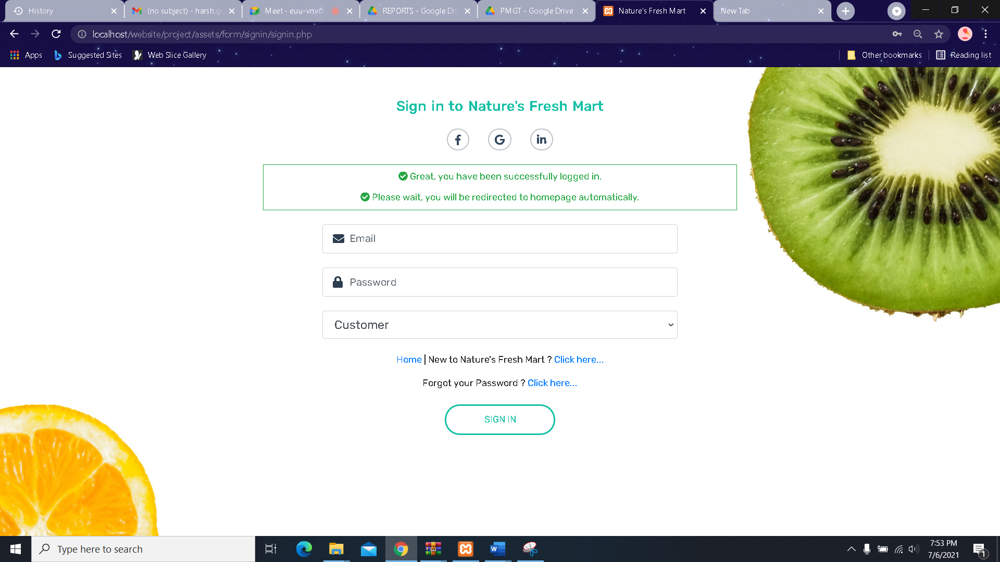 History
(no subject) - harsh.gu
Meet - euu-vnvd-
REPORTS - Google Dri
PMGT - Google Drive
Nature's Fresh Mart
New Tab
localhost/website/project/assets/form/signin/signin.php
Apps
Suggested Sites
Web Slice Gallery
Other bookmarks
Reading list
Sign in to Nature's Fresh Mart
Great, you have been successfully logged in.
Please wait, you will be redirected to homepage automatically.
Email
Password
Customer
Home | New to Nature's Fresh Mart ? Click here...
Forgot your Password ? Click here...
SIGN IN
Type here to search
7:53 PM
7/6/2021
1